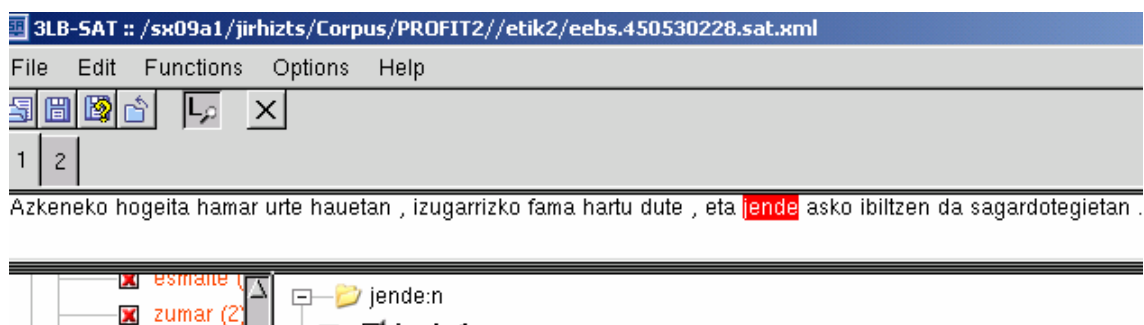 3LB-SAT :: /sx09a1/jirhizts/Corpus/PROFIT2//etik2/eebs.450530228.sat.xml
File Edit Functions Options Help
1 2
Azkeneko hogeita hamar urte hauetan , izugarrizko fama hartu dute , eta jende asko ibiltzen da sagardotegietan .
esmalte (
jende:n
zumar (2)